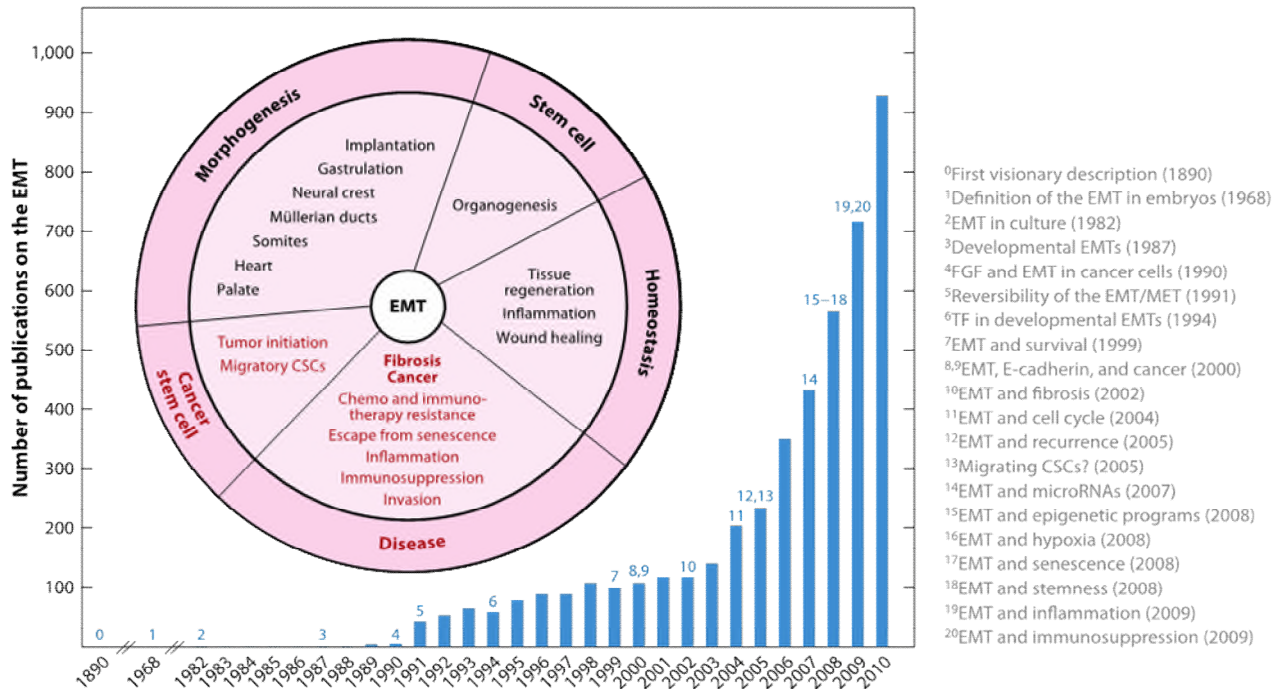 Number of publications on the EMT
1,000
900
800
700
600
500
400
300
200
100
Morphogenesis
Stem cell
Homeostasis
Disease
Cancer
stem cell
Implantation
Gastrulation
Neural crest
Müllerian ducts
Somites
Heart
Palate
Organogenesis
Tissue
regeneration
Inflammation
Wound healing
EMT
Tumor initiation
Migratory CSCs
Fibrosis
Cancer
Chemo and immuno-
therapy resistance
Escape from senescence
Inflammation
Immunosuppression
Invasion
0
1
2
3
4
5
6
7
8,9
10
11
12,13
14
15–18
19,20
1890
1968
1982
1983
1984
1985
1986
1987
1988
1989
1990
1991
1992
1993
1994
1995
1996
1997
1998
1999
2000
2001
2002
2003
2004
2005
2006
2007
2008
2009
2010
⁰First visionary description (1890)
¹Definition of the EMT in embryos (1968)
²EMT in culture (1982)
³Developmental EMTs (1987)
⁴FGF and EMT in cancer cells (1990)
⁵Reversibility of the EMT/MET (1991)
⁶TF in developmental EMTs (1994)
⁷EMT and survival (1999)
⁸,⁹EMT, E-cadherin, and cancer (2000)
¹⁰EMT and fibrosis (2002)
¹¹EMT and cell cycle (2004)
¹²EMT and recurrence (2005)
¹³Migrating CSCs? (2005)
¹⁴EMT and microRNAs (2007)
¹⁵EMT and epigenetic programs (2008)
¹⁶EMT and hypoxia (2008)
¹⁷EMT and senescence (2008)
¹⁸EMT and stemness (2008)
¹⁹EMT and inflammation (2009)
²⁰EMT and immunosuppression (2009)